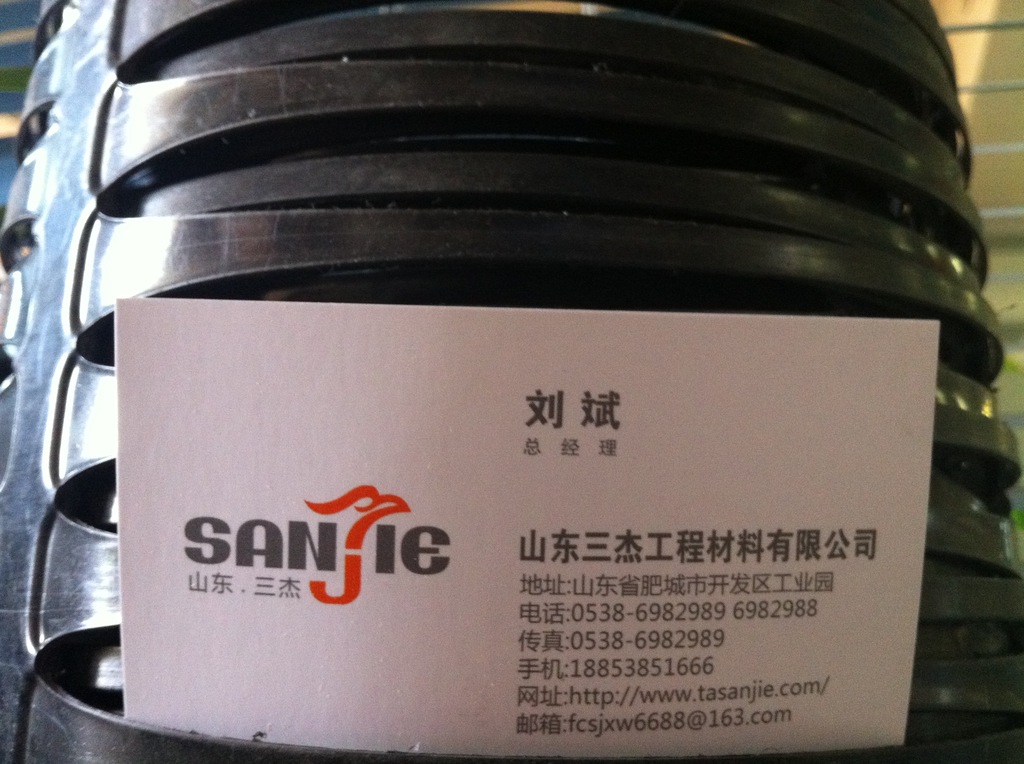 刘斌
总经理
SANJIE
山东.三杰
山东三杰工程材料有限公司
地址:山东省肥城市开发区工业园
电话:0538-6982989 6982988
传真:0538-6982989
手机:18853851666
网址:http://www.tasanjie.com/
邮箱:fcsjxw6688@163.com